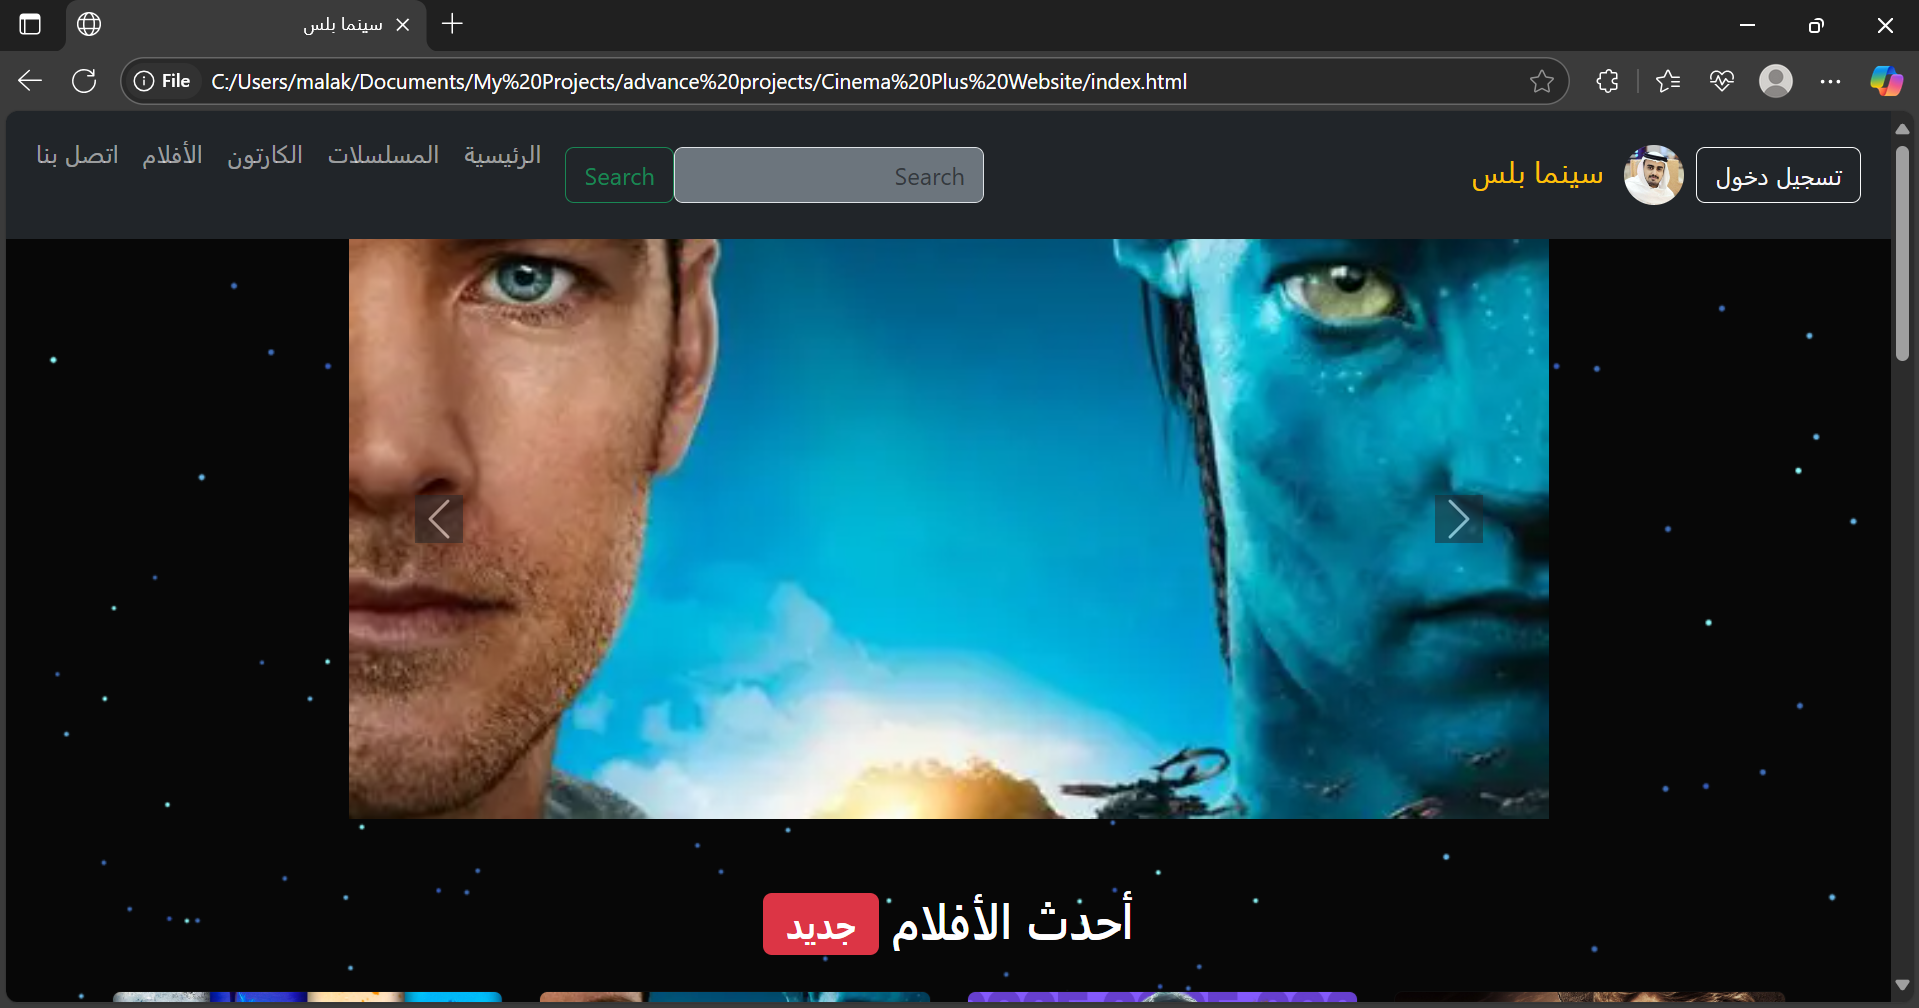 سينما بلس
File C:/Users/malak/Documents/My%20Projects/advance%20projects/Cinema%20Plus%20Website/index.html
تسجيل دخول
سينما بلس
Search
Search
الرئيسية المسلسلات الكارتون الأفلام اتصل بنا
أحدث الأفلام جديد